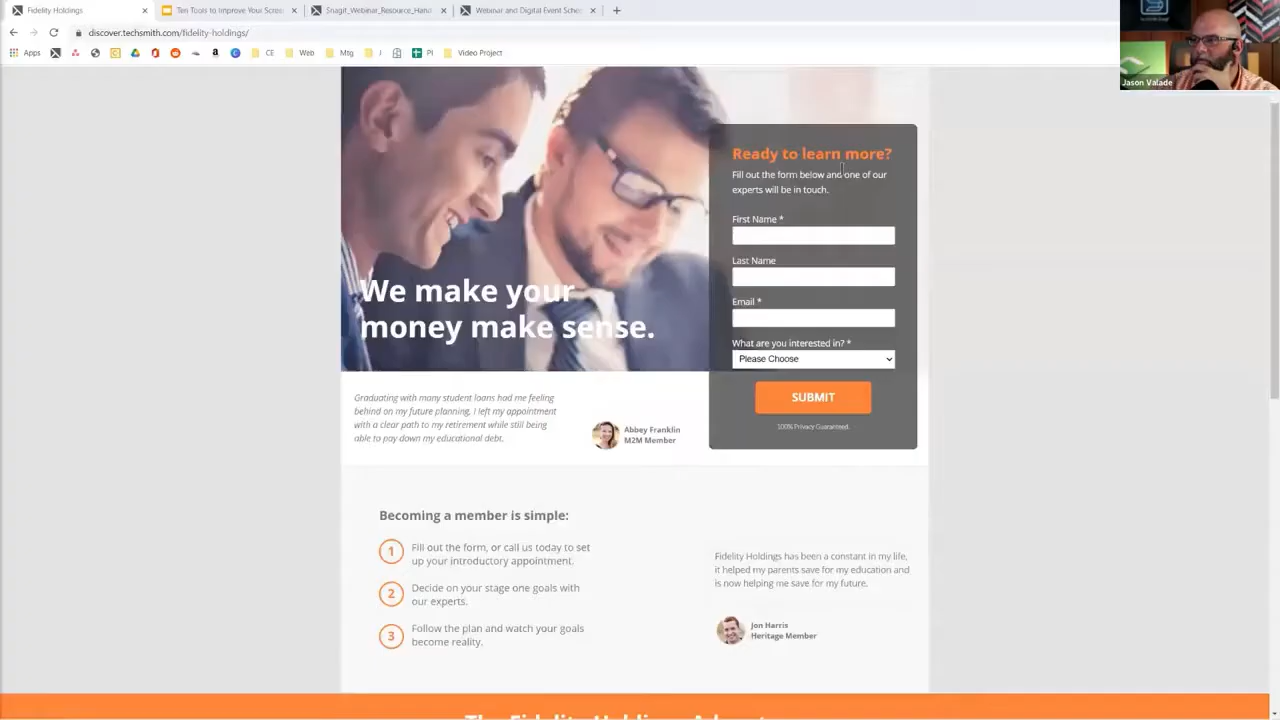 Fidelity Holdings
Ten Tools to Improve Your Scree
Snagit_Webinar_Resource_Hand
Webinar and Digital Event Sche
discover.techsmith.com/fidelity-holdings/
Apps
CE
Web
Mtg
J
PI
Video Project
Jason Valade
We make your
money make sense.
Ready to learn more?
Fill out the form below and one of our
experts will be in touch.
First Name *
Last Name
Email *
What are you interested in? *
Please Choose
SUBMIT
100% Privacy Guaranteed.
Graduating with many student loans had me feeling
behind on my future planning. I left my appointment
with a clear path to my retirement while still being
able to pay down my educational debt.
Abbey Franklin
M2M Member
Becoming a member is simple:
1 Fill out the form, or call us today to set
up your introductory appointment.
2 Decide on your stage one goals with
our experts.
3 Follow the plan and watch your goals
become reality.
Fidelity Holdings has been a constant in my life,
it helped my parents save for my education and
is now helping me save for my future.
Jon Harris
Heritage Member
The Fidelity Holdings